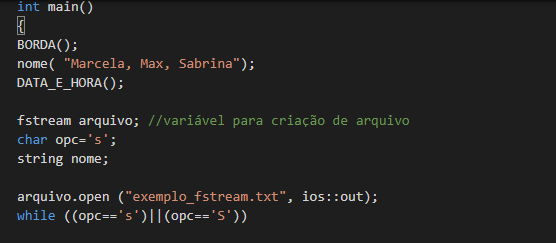 int main()
{
BORDA();
nome( "Marcela, Max, Sabrina");
DATA_E_HORA();
fstream arquivo; //variável para criação de arquivo
char opc='s';
string nome;
arquivo.open ("exemplo_fstream.txt", ios::out);
while ((opc=='s')||(opc=='S'))